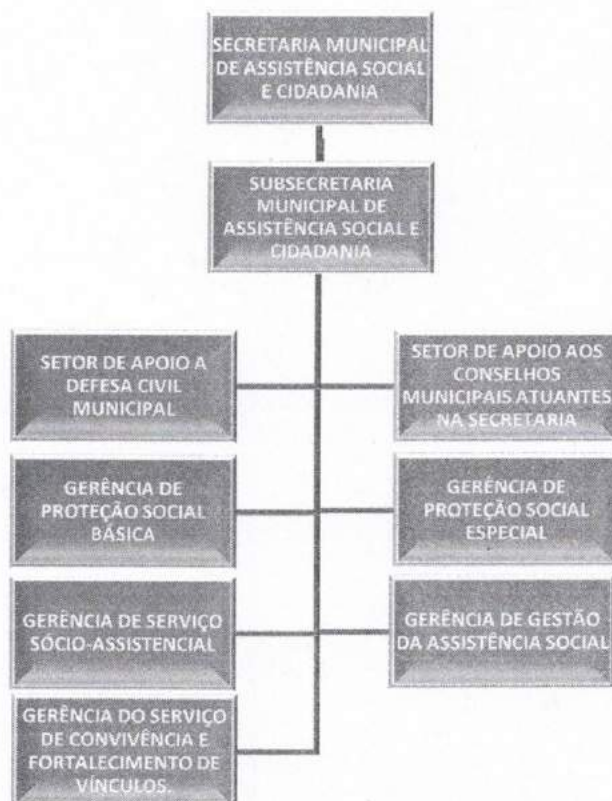 SECRETARIA MUNICIPAL
DE ASSISTÊNCIA SOCIAL
E CIDADANIA
SUBSECRETARIA
MUNICIPAL DE
ASSISTÊNCIA SOCIAL E
CIDADANIA
SETOR DE APOIO A
DEFESA CIVIL
MUNICIPAL
SETOR DE APOIO AOS
CONSELHOS
MUNICIPAIS ATUANTES
NA SECRETARIA
GERÊNCIA DE
PROTEÇÃO SOCIAL
BÁSICA
GERÊNCIA DE
PROTEÇÃO SOCIAL
ESPECIAL
GERÊNCIA DE SERVIÇO
SÓCIO-ASSISTENCIAL
GERÊNCIA DE GESTÃO
DA ASSISTÊNCIA SOCIAL
GERÊNCIA DO SERVIÇO
DE CONVIVÊNCIA E
FORTALECIMENTO DE
VÍNCULOS.